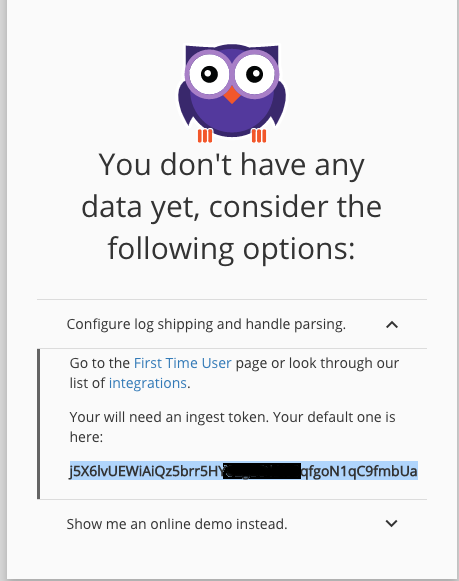 You don't have any
data yet, consider the
following options:
Configure log shipping and handle parsing.
Go to the First Time User page or look through our
list of integrations.
Your will need an ingest token. Your default one is
here:
j5X6lvUEWiAiQz5brr5HY qfgoN1qC9fmbUa
Show me an online demo instead.